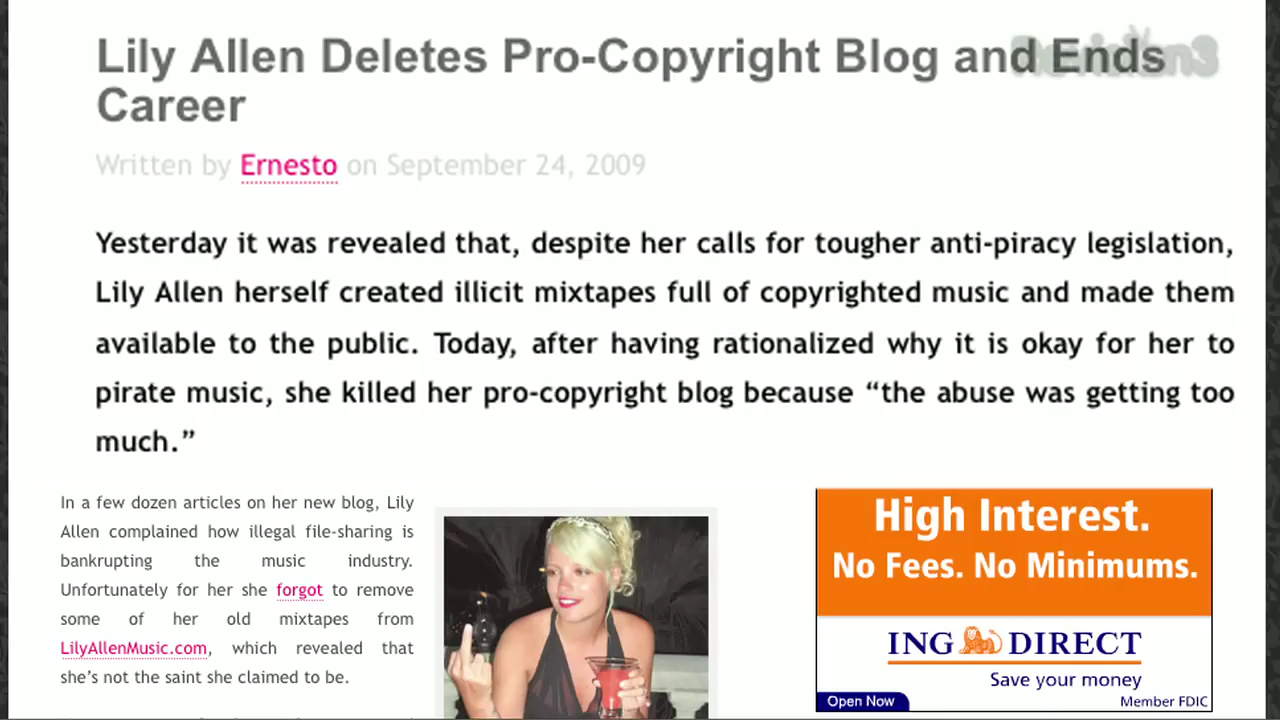 Lily Allen Deletes Pro-Copyright Blog and Ends
Career
Revision3
Written by Ernesto on September 24, 2009
Yesterday it was revealed that, despite her calls for tougher anti-piracy legislation,
Lily Allen herself created illicit mixtapes full of copyrighted music and made them
available to the public. Today, after having rationalized why it is okay for her to
pirate music, she killed her pro-copyright blog because “the abuse was getting too
much.”
In a few dozen articles on her new blog, Lily
Allen complained how illegal file-sharing is
bankrupting the music industry.
Unfortunately for her she forgot to remove
some of her old mixtapes from
LilyAllenMusic.com, which revealed that
she’s not the saint she claimed to be.
High Interest.
No Fees. No Minimums.
ING DIRECT
Save your money
Open Now
Member FDIC